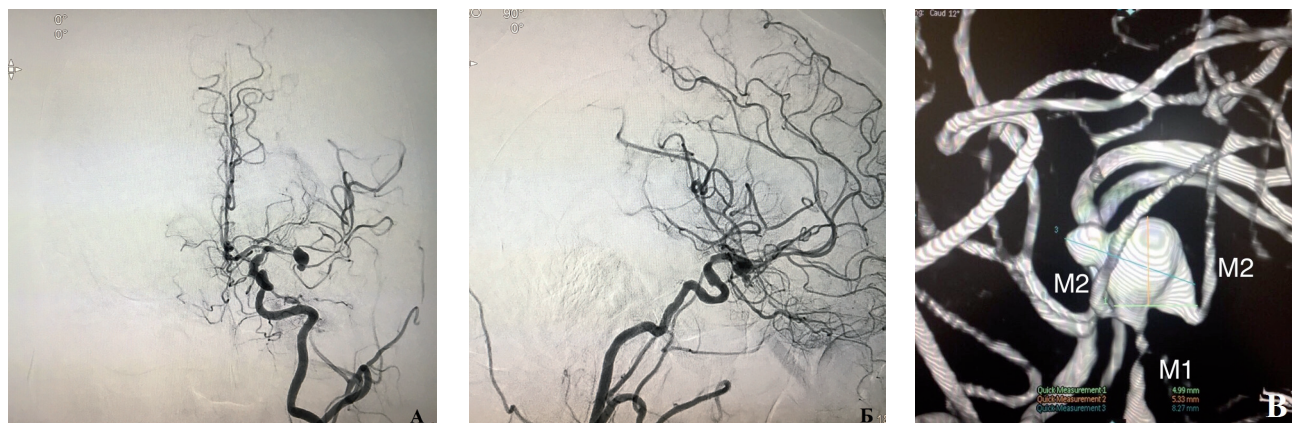 0°
0°
А
90°
0°
Б
Caud 12°
3
M2
M2
M1
Quick Measurement 1 4.99 mm
Quick Measurement 2 5.33 mm
Quick Measurement 3 8.27 mm
В